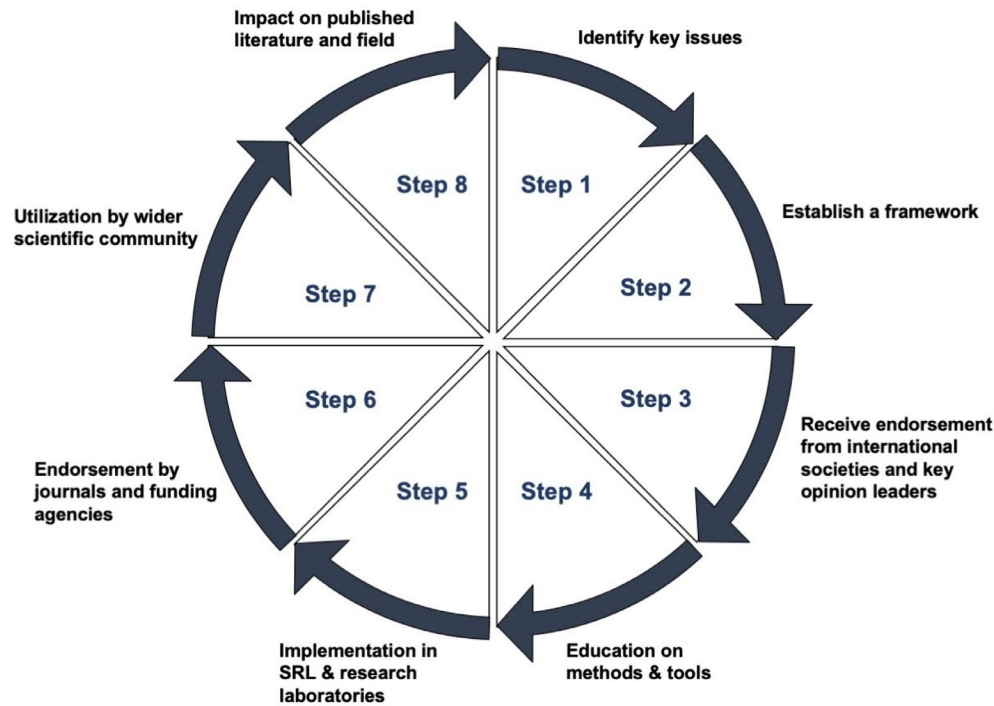 Impact on published
literature and field
Identify key issues
Step 8
Step 1
Utilization by wider
scientific community
Establish a framework
Step 7
Step 2
Step 6
Step 3
Receive endorsement
from international
societies and key
opinion leaders
Endorsement by
journals and funding
agencies
Step 5
Step 4
Implementation in
SRL & research
laboratories
Education on
methods & tools